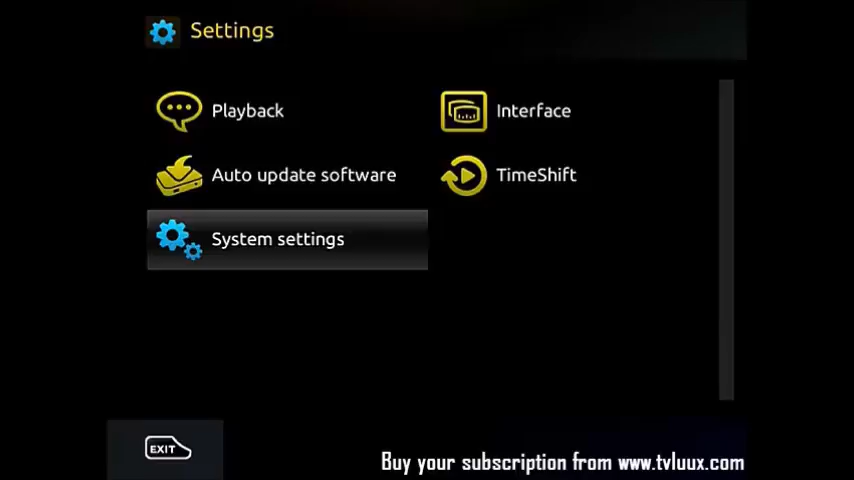 Settings
Playback
Interface
Auto update software
TimeShift
System settings
EXIT
Buy your subscription from www.tvluux.com